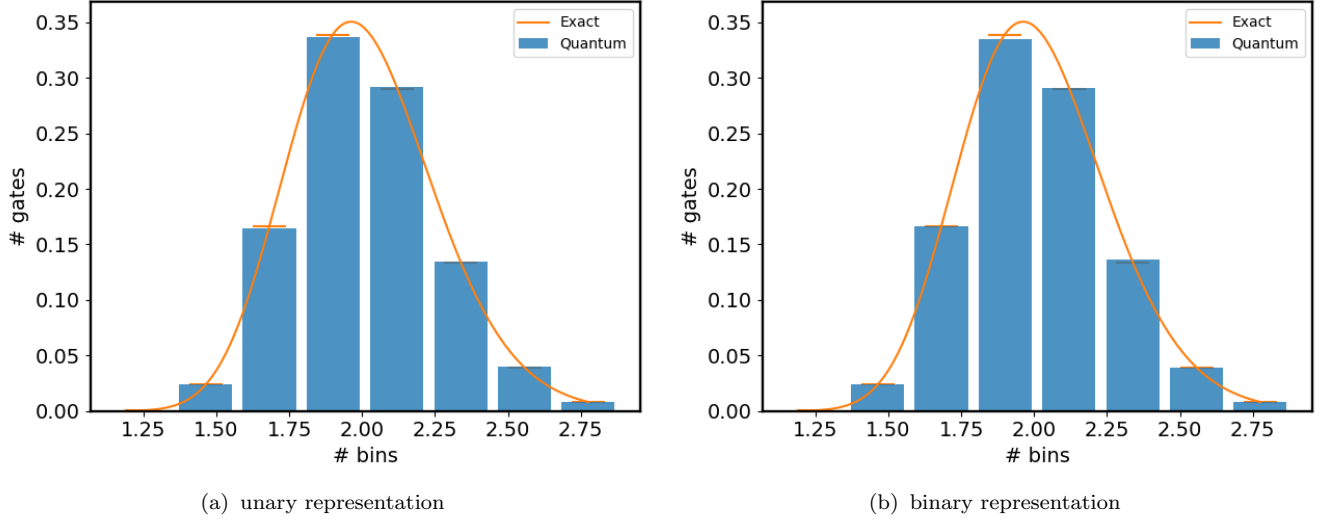 0.35
0.30
0.25
0.20
0.15
0.10
0.05
0.00
# gates
1.25 1.50 1.75 2.00 2.25 2.50 2.75
# bins
Exact
Quantum
(a) unary representation
0.35
0.30
0.25
0.20
0.15
0.10
0.05
0.00
# gates
1.25 1.50 1.75 2.00 2.25 2.50 2.75
# bins
Exact
Quantum
(b) binary representation